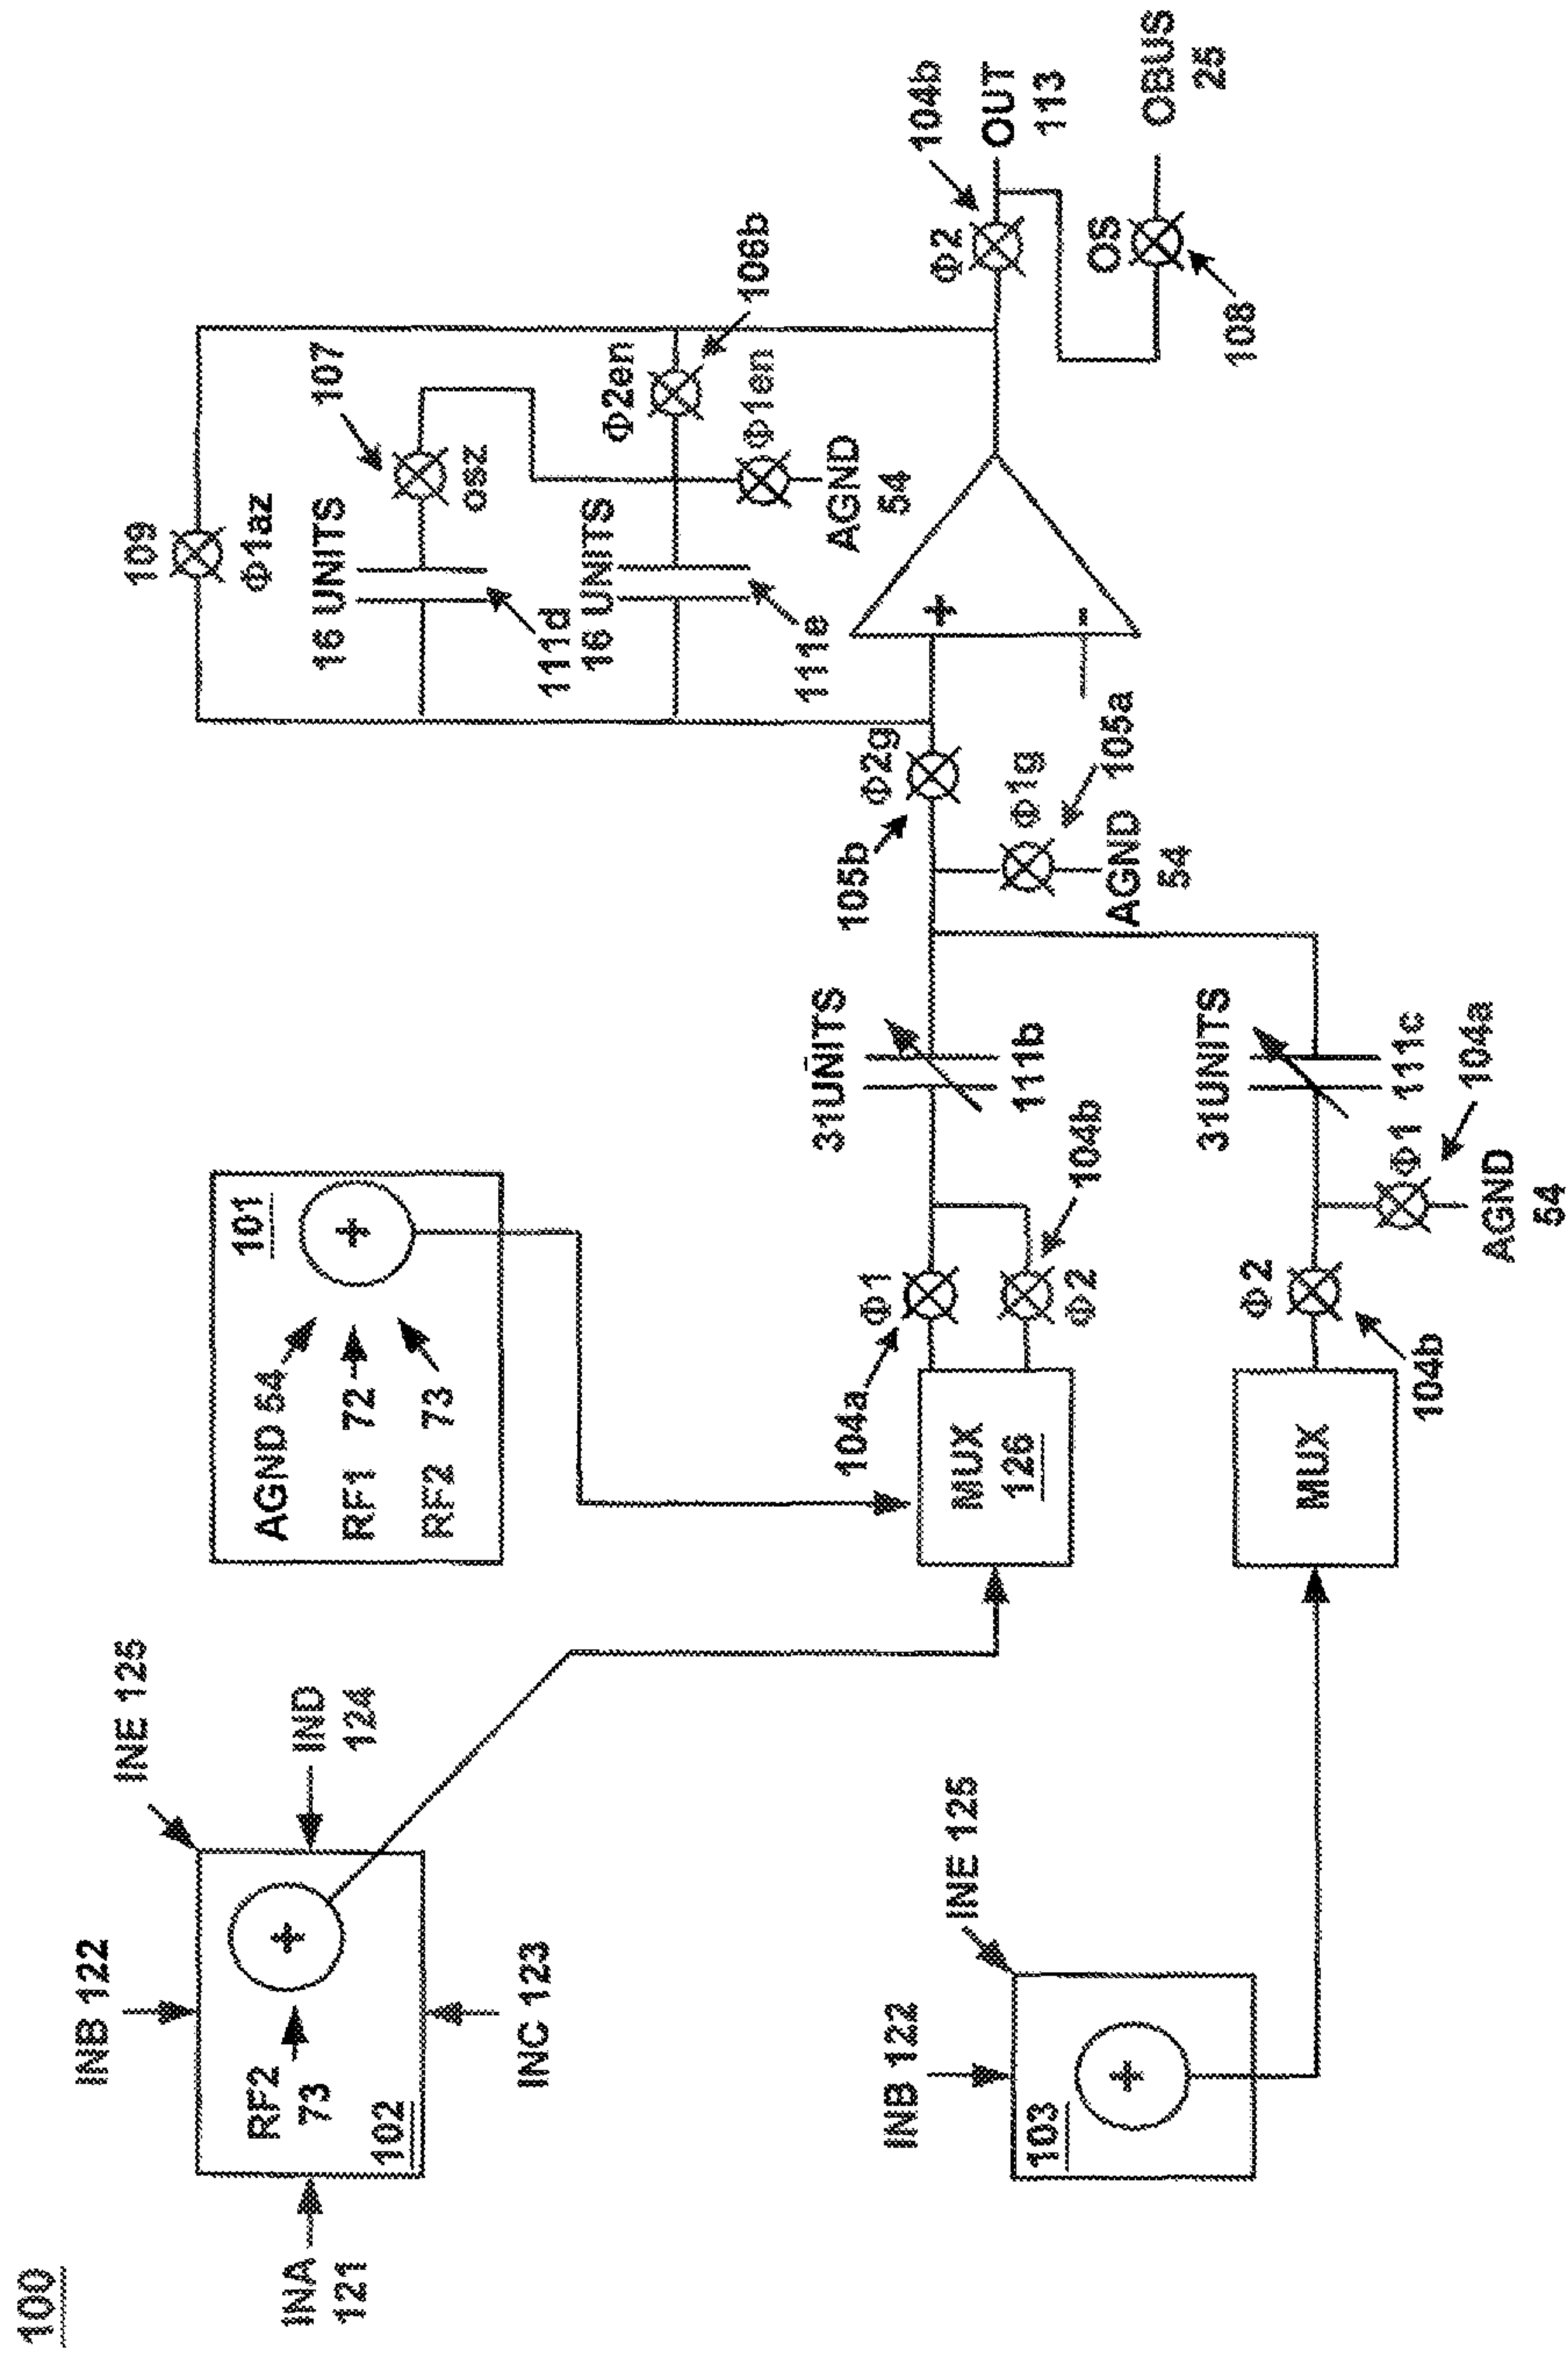 100
INA
121
INB 122
INE 125
IND
124
INC 123
RF2
73
102
101
AGND 54
RF1 72
RF2 73
INB 122
INE 125
103
MUX
126
MUX
104a
Φ1
Φ2
104b
31UNITS
111b
Φ2
104b
31UNITS
111c
Φ1
104a
AGND
54
105b
Φ2g
Φ1g
105a
AGND
54
109
Φ1az
16 UNITS
111d
107
osz
16 UNITS
111e
Φ2en
106b
Φ1en
AGND
54
+
-
Φ2
104b
OUT
113
OS
108
OBUS
25